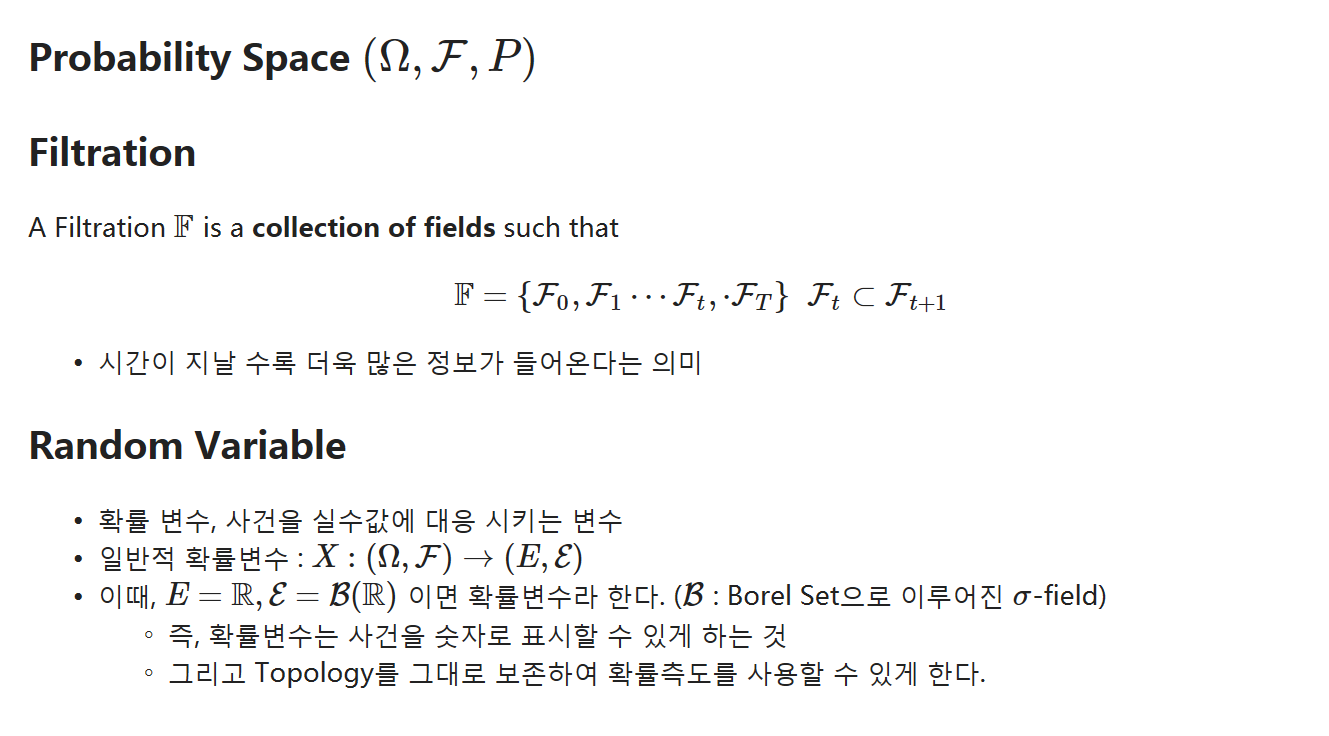 Probability Space $(\Omega, \mathcal{F}, P)$
Filtration
A Filtration $\mathbb{F}$ is a collection of fields such that
$\mathbb{F} = \{\mathcal{F}_0, \mathcal{F}_1 \cdots \mathcal{F}_t, \cdot \mathcal{F}_T\} \;\; \mathcal{F}_t \subset \mathcal{F}_{t+1}$
• 시간이 지날 수록 더욱 많은 정보가 들어온다는 의미
Random Variable
• 확률 변수, 사건을 실수값에 대응 시키는 변수
• 일반적 확률변수 : $X : (\Omega, \mathcal{F}) \to (E, \mathcal{E})$
• 이때, $E = \mathbb{R}, \mathcal{E} = \mathcal{B}(\mathbb{R})$ 이면 확률변수라 한다. ($\mathcal{B}$ : Borel Set으로 이루어진 $\sigma$-field)
◦ 즉, 확률변수는 사건을 숫자로 표시할 수 있게 하는 것
◦ 그리고 Topology를 그대로 보존하여 확률측도를 사용할 수 있게 한다.